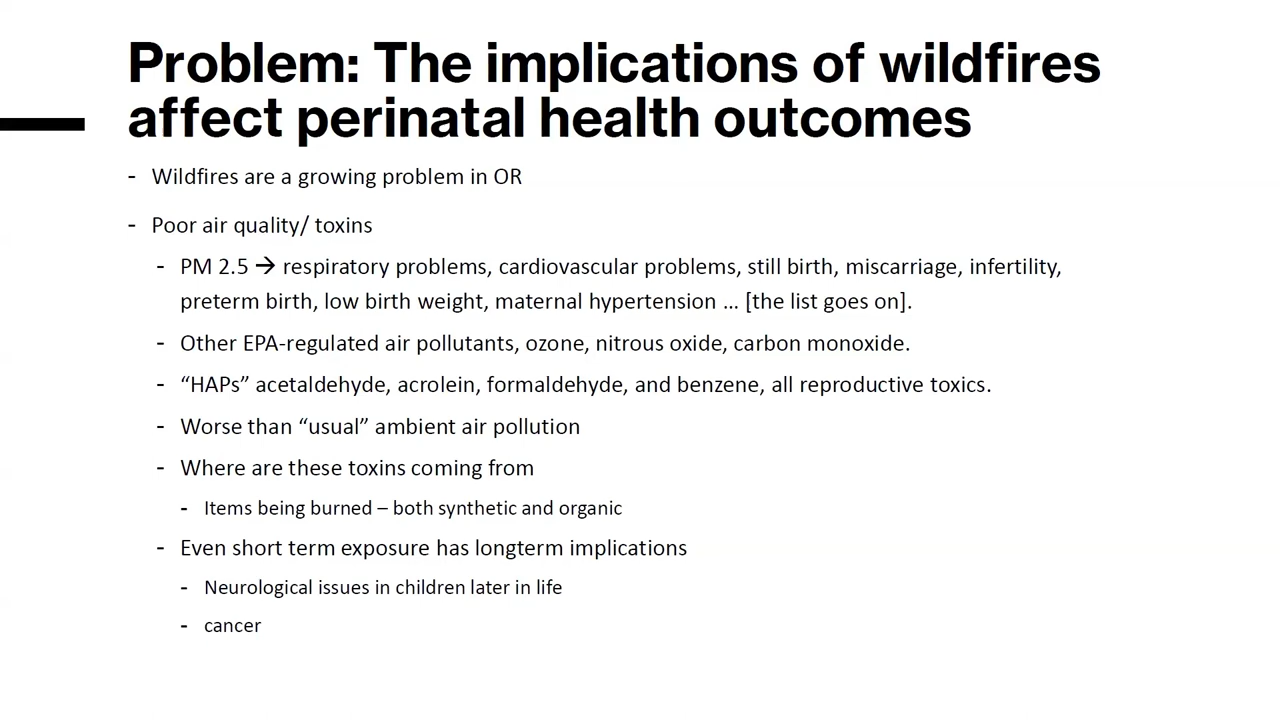 Problem: The implications of wildfires
affect perinatal health outcomes
- Wildfires are a growing problem in OR
- Poor air quality/ toxins
- PM 2.5 → respiratory problems, cardiovascular problems, still birth, miscarriage, infertility,
preterm birth, low birth weight, maternal hypertension … [the list goes on].
- Other EPA-regulated air pollutants, ozone, nitrous oxide, carbon monoxide.
- “HAPs” acetaldehyde, acrolein, formaldehyde, and benzene, all reproductive toxics.
- Worse than “usual” ambient air pollution
- Where are these toxins coming from
- Items being burned – both synthetic and organic
- Even short term exposure has longterm implications
- Neurological issues in children later in life
- cancer